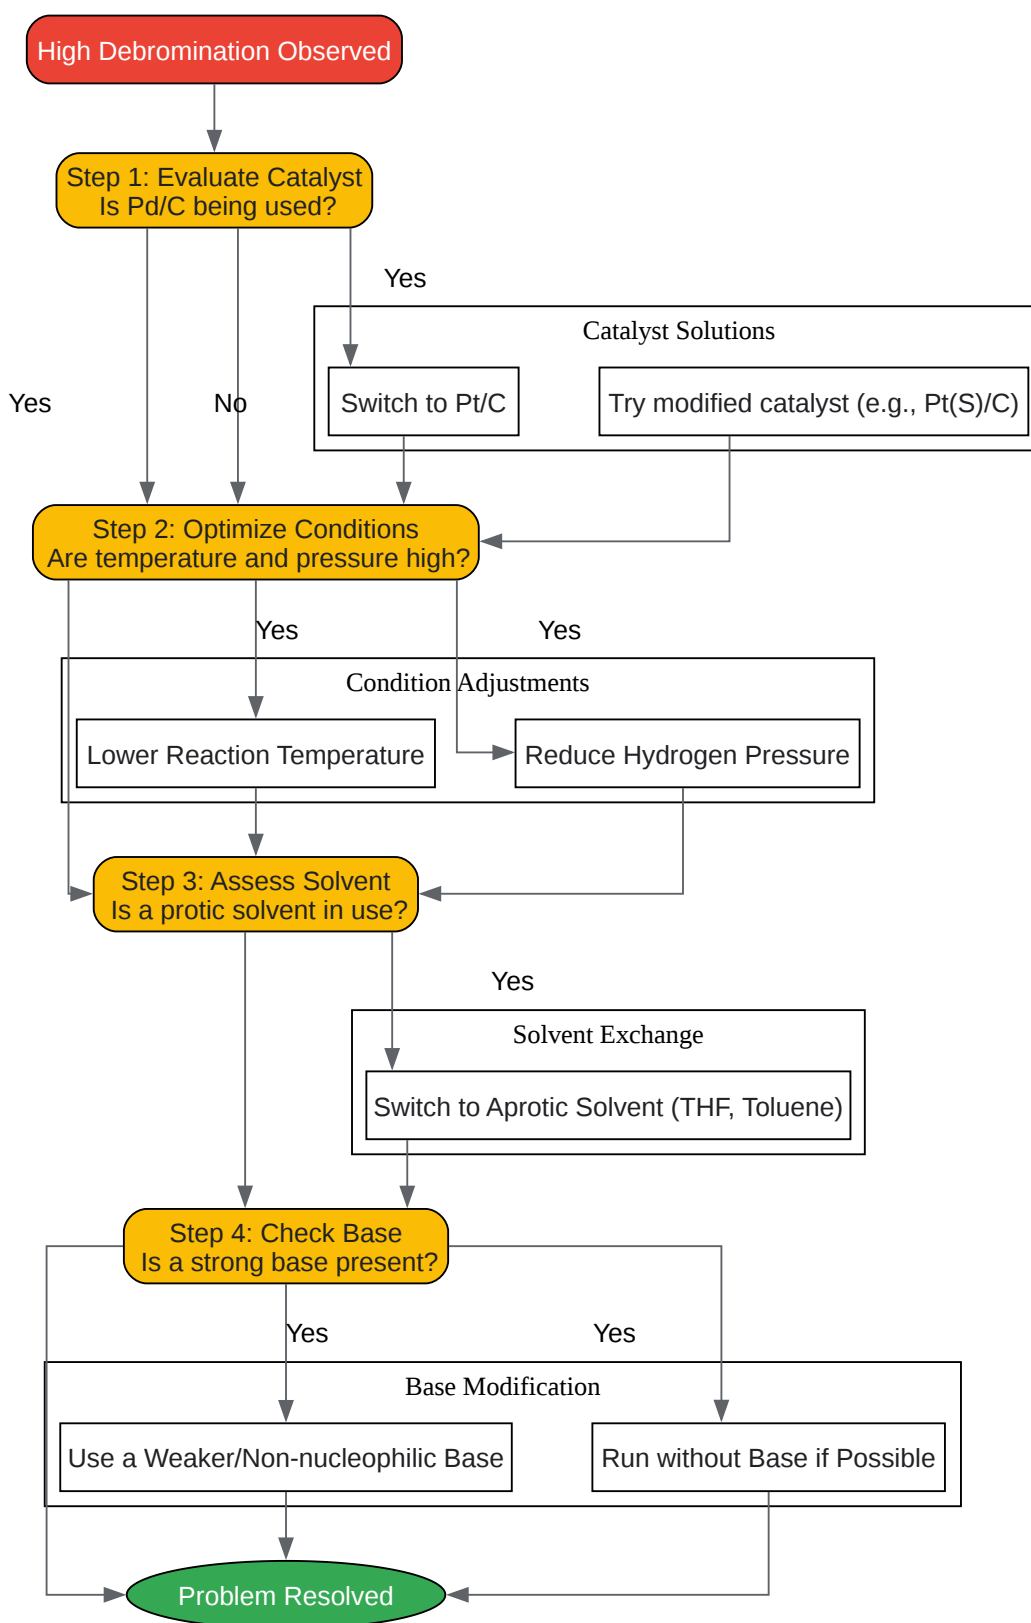 High Debromination Observed
Step 1: Evaluate Catalyst
Is Pd/C being used?
Yes
Catalyst Solutions
Yes
No
Switch to Pt/C
Try modified catalyst (e.g., Pt(S)/C)
Step 2: Optimize Conditions
Are temperature and pressure high?
Yes
Yes
Condition Adjustments
Lower Reaction Temperature
Reduce Hydrogen Pressure
Step 3: Assess Solvent
Is a protic solvent in use?
Yes
Solvent Exchange
Switch to Aprotic Solvent (THF, Toluene)
Step 4: Check Base
Is a strong base present?
Yes
Yes
Base Modification
Use a Weaker/Non-nucleophilic Base
Run without Base if Possible
Problem Resolved